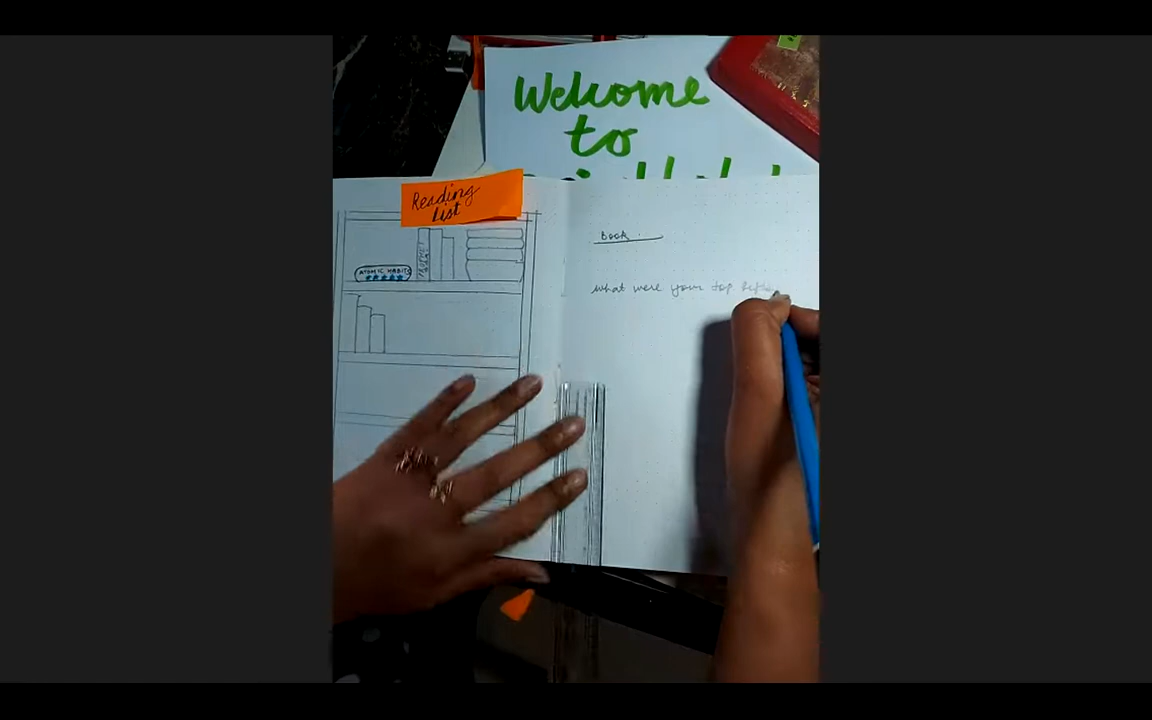 Welcome
to
Reading
List
ATOMIC HABITS
Book
what were your top